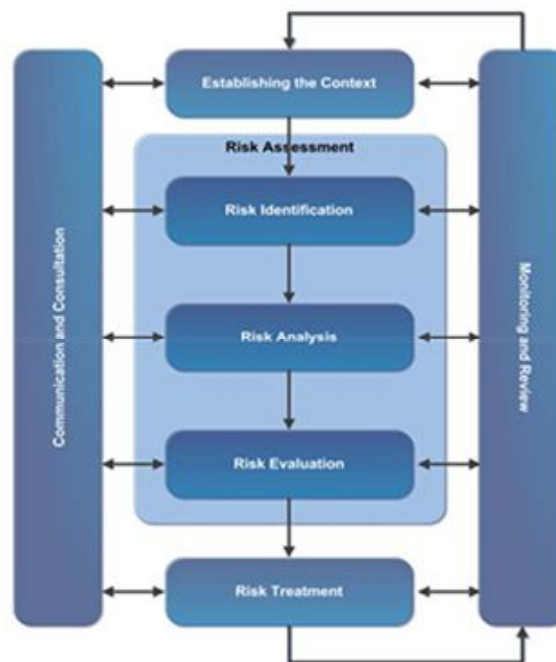 Establishing the Context
Risk Assessment
Risk Identification
Risk Analysis
Risk Evaluation
Risk Treatment
Communication and Consultation
Monitoring and Review